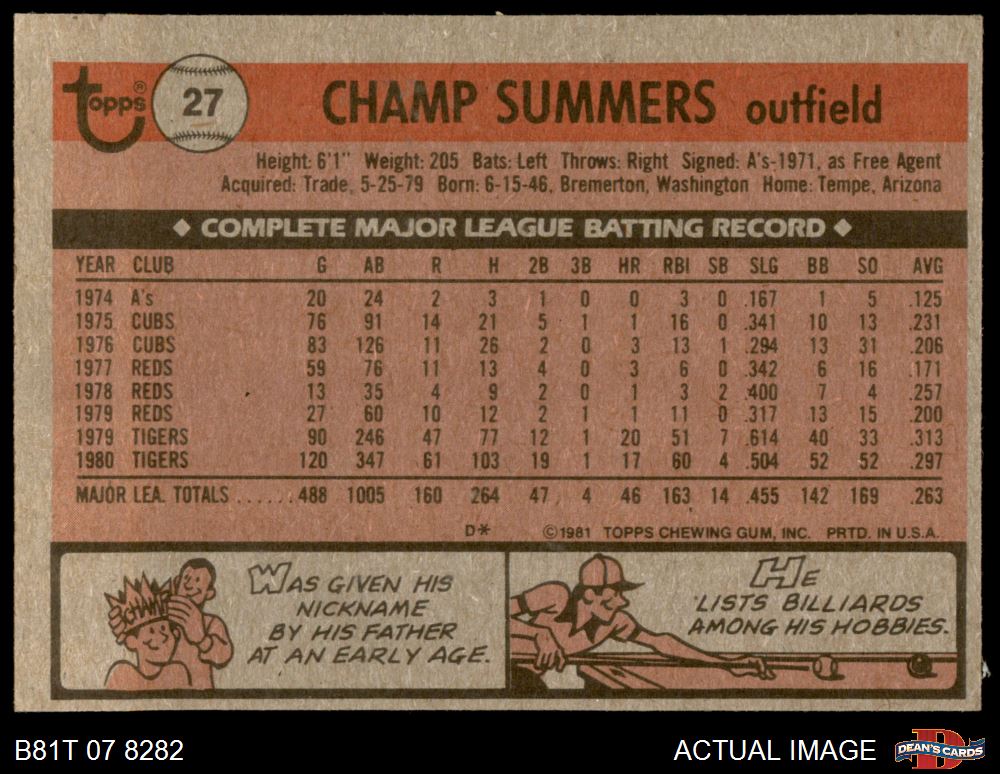 Topps® 27 CHAMP SUMMERS outfield
Height: 6'1" Weight: 205 Bats: Left Throws: Right Signed: A's-1971, as Free Agent
Acquired: Trade, 5-25-79 Born: 6-15-46, Bremerton, Washington Home: Tempe, Arizona
◆ COMPLETE MAJOR LEAGUE BATTING RECORD ◆
YEAR CLUB G AB R H 2B 3B HR RBI SB SLG BB SO AVG
1974 A's 20 24 2 3 1 0 0 3 0 .167 1 5 .125
1975 CUBS 76 91 14 21 5 1 1 16 0 .341 10 13 .231
1976 CUBS 83 126 11 26 2 0 3 13 1 .294 13 31 .206
1977 REDS 59 76 11 13 4 0 3 6 0 .342 6 16 .171
1978 REDS 13 35 4 9 2 0 1 3 2 .400 7 4 .257
1979 REDS 27 60 10 12 2 1 1 11 0 .317 13 15 .200
1979 TIGERS 90 246 47 77 12 1 20 51 7 .614 40 33 .313
1980 TIGERS 120 347 61 103 19 1 17 60 4 .504 52 52 .297
MAJOR LEA. TOTALS ...... 488 1005 160 264 47 4 46 163 14 .455 142 169 .263
D* ©1981 TOPPS CHEWING GUM, INC. PRTD. IN U.S.A.
CHAMP
WAS GIVEN HIS
NICKNAME
BY HIS FATHER
AT AN EARLY AGE.
HE
LISTS BILLIARDS
AMONG HIS HOBBIES.
B81T 07 8282
ACTUAL IMAGE
D
DEAN'S CARDS